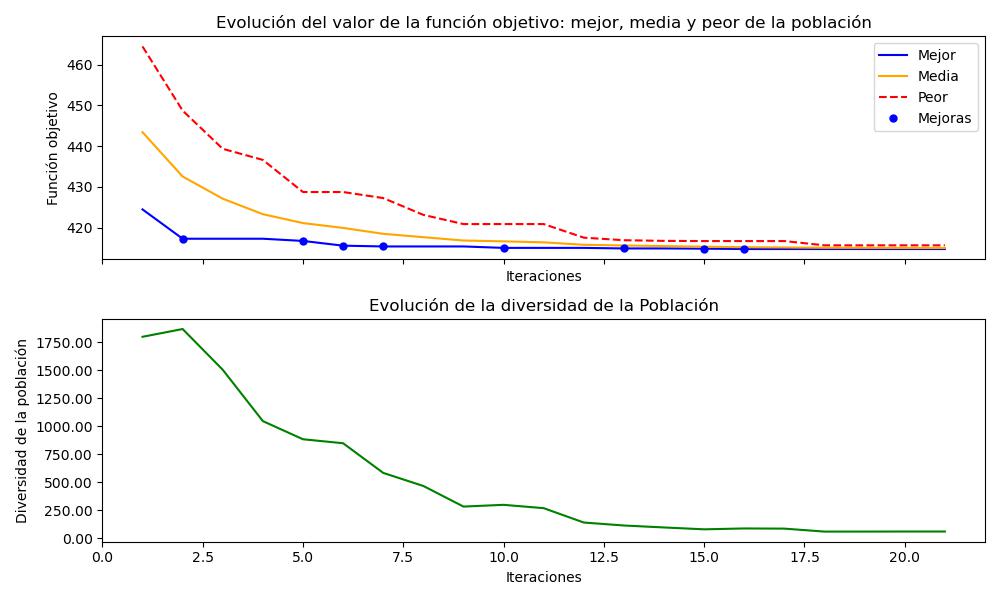 Evolución del valor de la función objetivo: mejor, media y peor de la población
Función objetivo
460
450
440
430
420
Mejor
Media
Peor
Mejoras
Iteraciones
Evolución de la diversidad de la Población
Diversidad de la población
1750.00
1500.00
1250.00
1000.00
750.00
500.00
250.00
0.00
0.0 2.5 5.0 7.5 10.0 12.5 15.0 17.5 20.0
Iteraciones